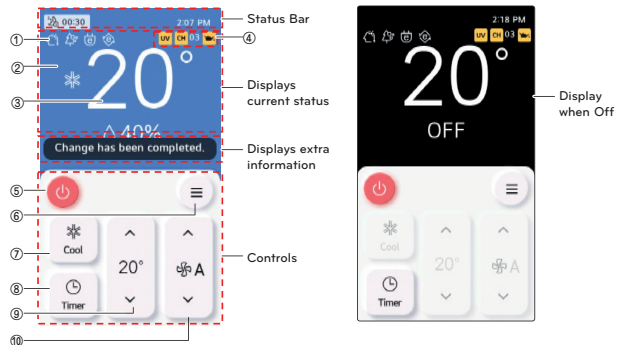 00:30 2:07 PM
Status Bar
① UV CH 03 ④
②
③ 20°
Displays
current status
40%
Change has been completed.
Displays extra
information
⑤
⑥
⑦ Cool
20° A
Controls
⑧ Timer
⑨
⑩
2:18 PM
UV CH 03
20°
OFF
Display
when Off
Cool
20° A
Timer